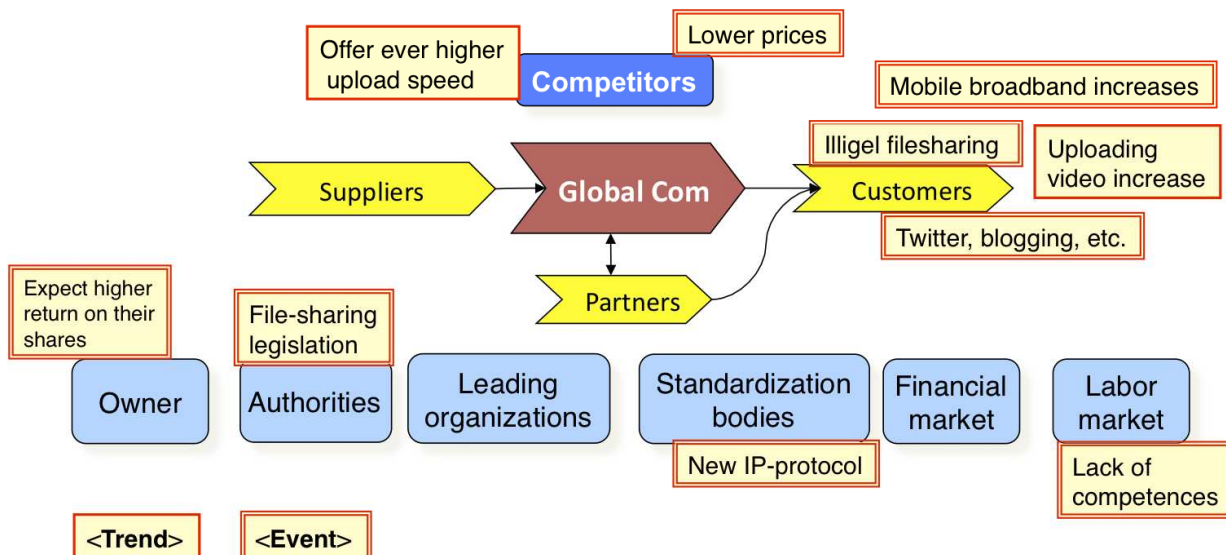 Offer ever higher
upload speed
Lower prices
Competitors
Mobile broadband increases
Illigel filesharing
Uploading
video increase
Suppliers
Global Com
Customers
Twitter, blogging, etc.
Partners
Expect higher
return on their
shares
File-sharing
legislation
Owner
Authorities
Leading
organizations
Standardization
bodies
Financial
market
Labor
market
New IP-protocol
Lack of
competences
<Trend>
<Event>